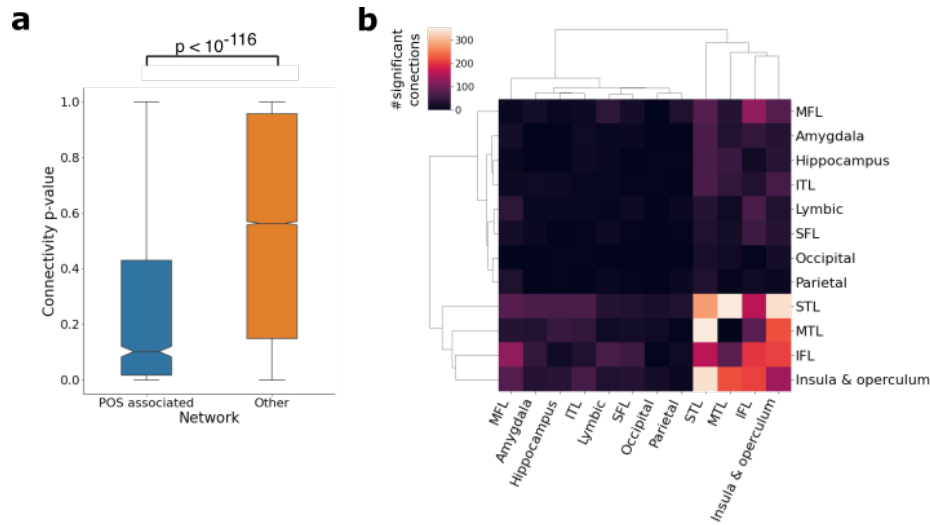 a
p < 10^-116
Connectivity p-value
1.0
0.8
0.6
0.4
0.2
0.0
POS associated
Other
Network
b
#significant
conections
300
200
100
0
MFL
Amygdala
Hippocampus
ITL
Lymbic
SFL
Occipital
Parietal
STL
MTL
IFL
Insula & operculum
MFL
Amygdala
Hippocampus
ITL
Lymbic
SFL
Occipital
Parietal
STL
MTL
IFL
Insula & operculum